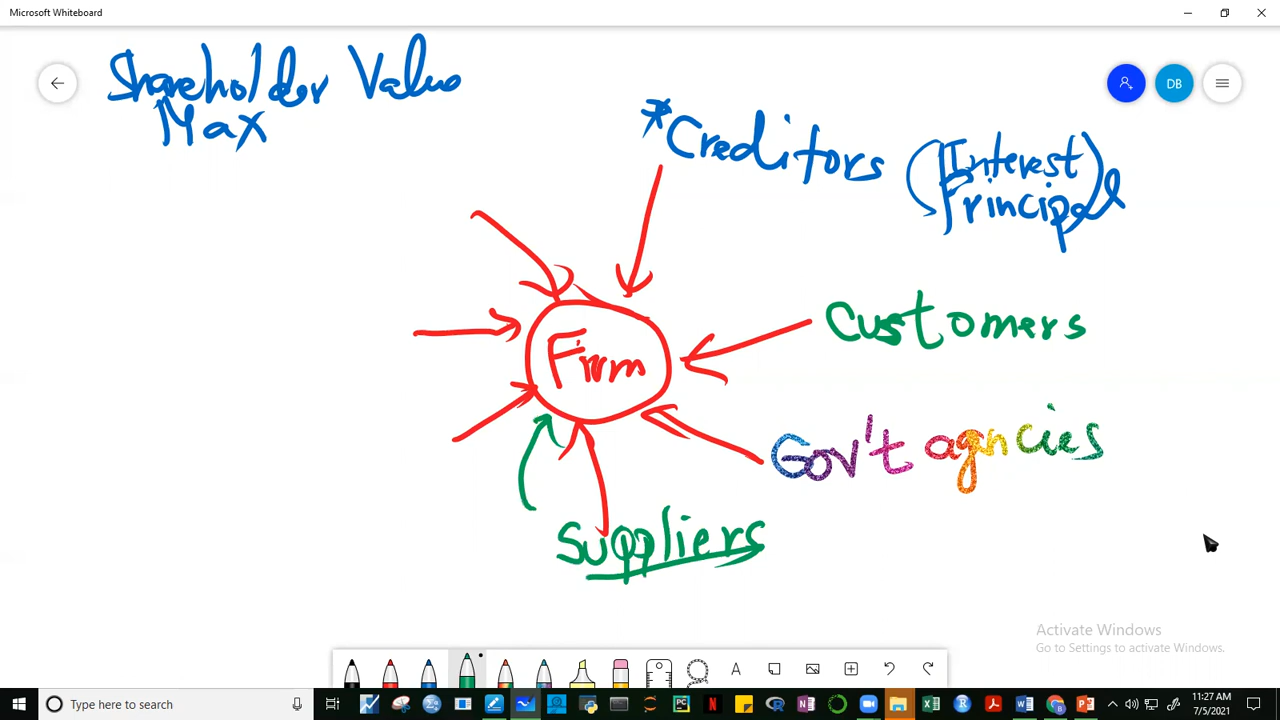 Microsoft Whiteboard
Shareholder Value
Max
DB
*Creditors (Interest
Principal)
Customers
Firm
Gov't agncies
Suppliers
Activate Windows
Go to Settings to activate Windows.
A
Type here to search
11:27 AM
7/5/2021